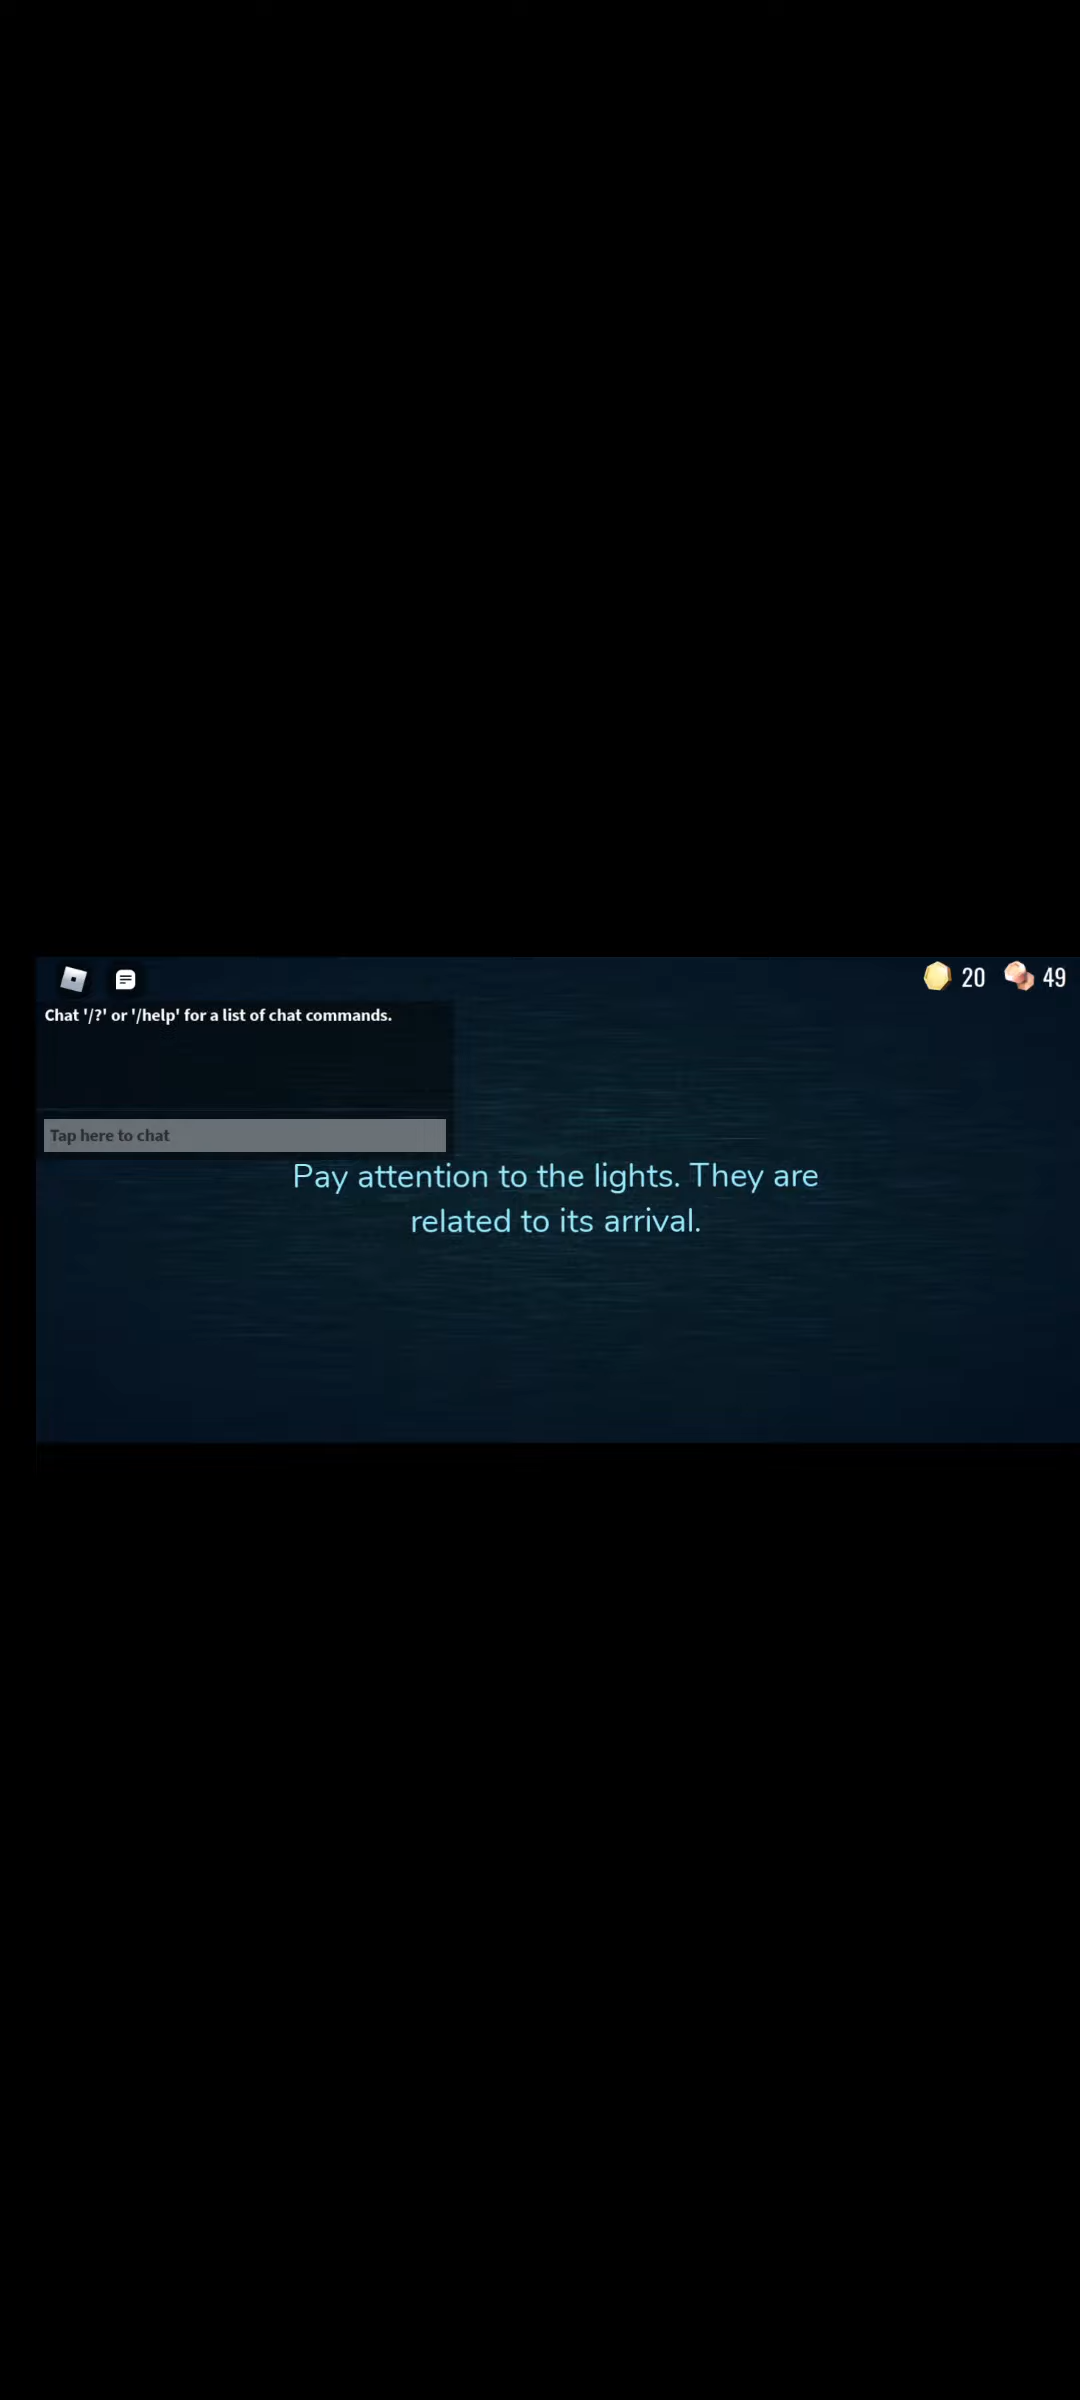 20 49
Chat '/?' or '/help' for a list of chat commands.
Tap here to chat
Pay attention to the lights. They are
related to its arrival.